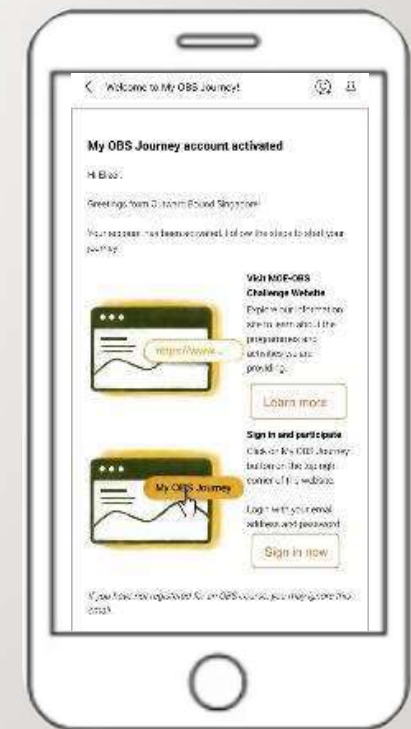 Welcome to My OBS Journey!
My OBS Journey account activated
Hi
Greetings from Outward Bound Singapore!
Your account has been activated. Follow the steps to start your
journey.
https://www...
Visit MOE-OBS
Challenge Website
Explore our information
site to learn about the
programmes and
activities we are
providing.
Learn more
My OBS Journey
Sign in and participate
Click on My OBS Journey
button on the top right
corner of the website.
Login with your email
address and password
Sign in now
If you have not registered for an OBS course, you may ignore this
email.